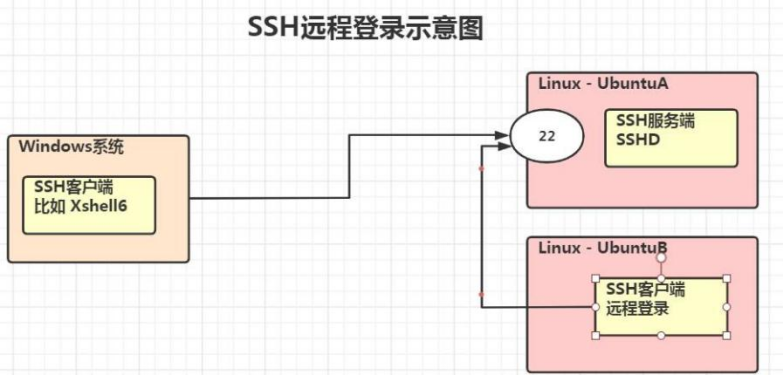 SSH远程登录示意图
Linux - UbuntuA
22
SSH服务端
SSHD
Windows系统
SSH客户端
比如 Xshell6
Linux - UbuntuB
SSH客户端
远程登录